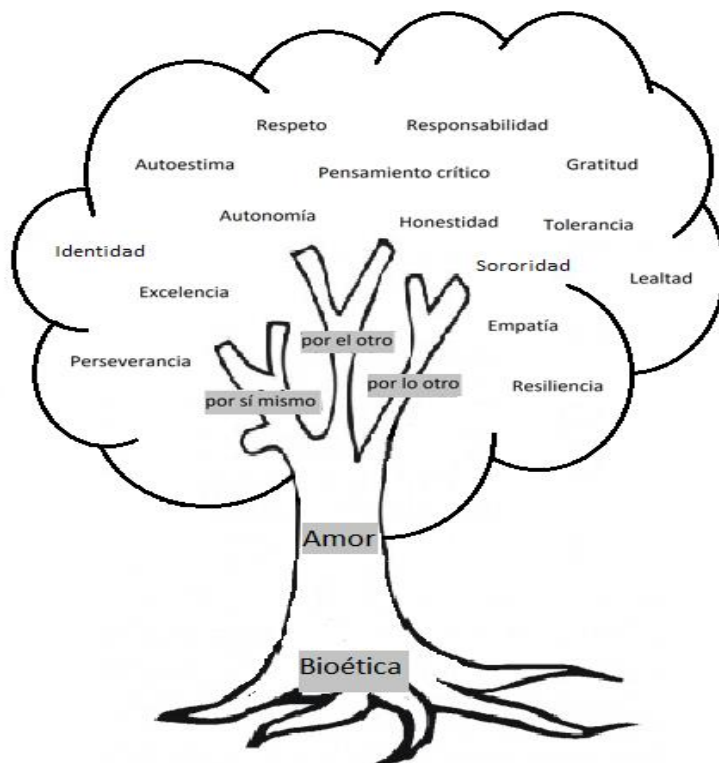 Respeto
Responsabilidad
Autoestima
Pensamiento crítico
Gratitud
Autonomía
Honestidad
Tolerancia
Identidad
Sororidad
Lealtad
Excelencia
Empatía
por el otro
Perseverancia
por lo otro
Resiliencia
por sí mismo
Amor
Bioética